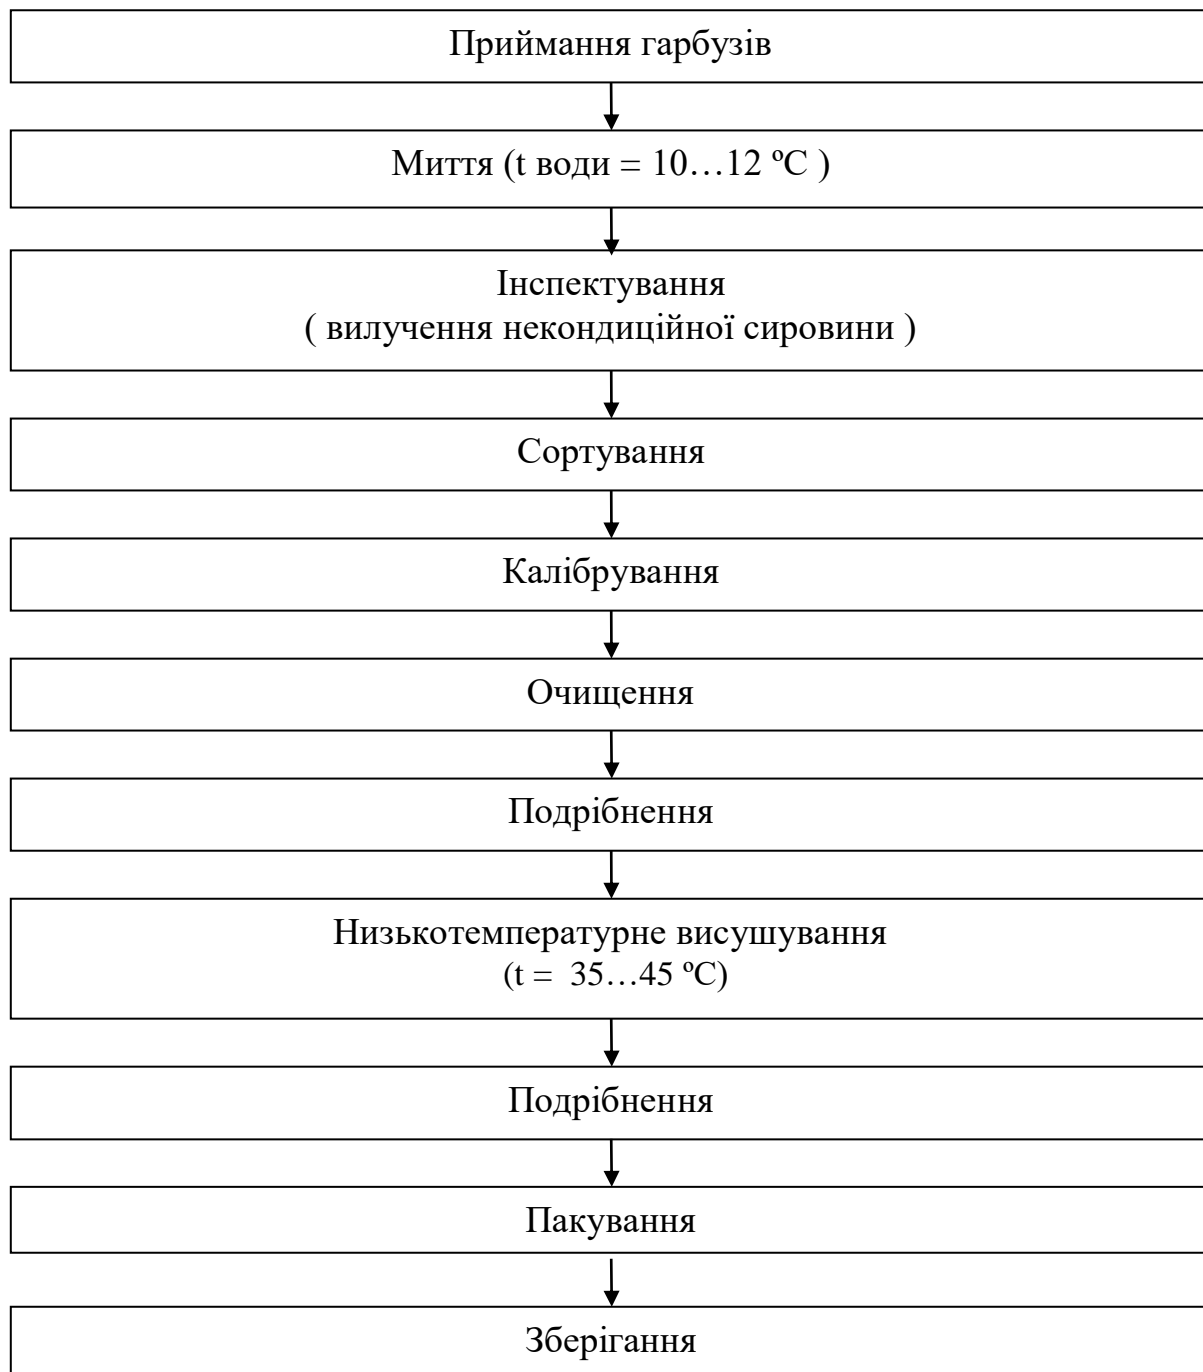 Приймання гарбузів
Миття (t води = 10…12 ºС )
Інспектування
( вилучення некондиційної сировини )
Сортування
Калібрування
Очищення
Подрібнення
Низькотемпературне висушування
(t = 35…45 ºС)
Подрібнення
Пакування
Зберігання